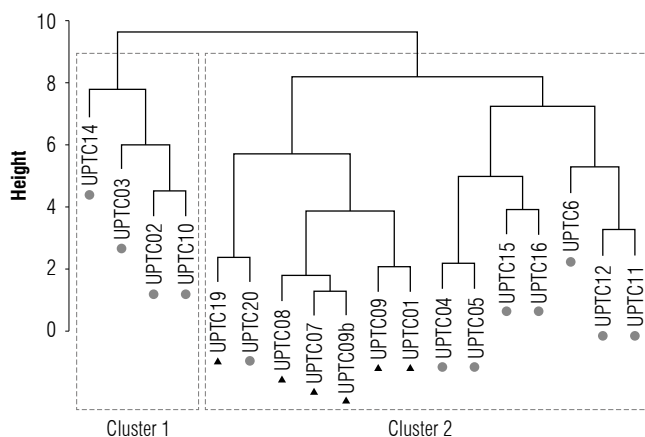 10
8
6
4
2
0
Height
UPTC14
UPTC03
UPTC02
UPTC10
UPTC19
UPTC20
UPTC08
UPTC07
UPTC09b
UPTC09
UPTC01
UPTC04
UPTC05
UPTC15
UPTC16
UPTC6
UPTC12
UPTC11
Cluster 1
Cluster 2